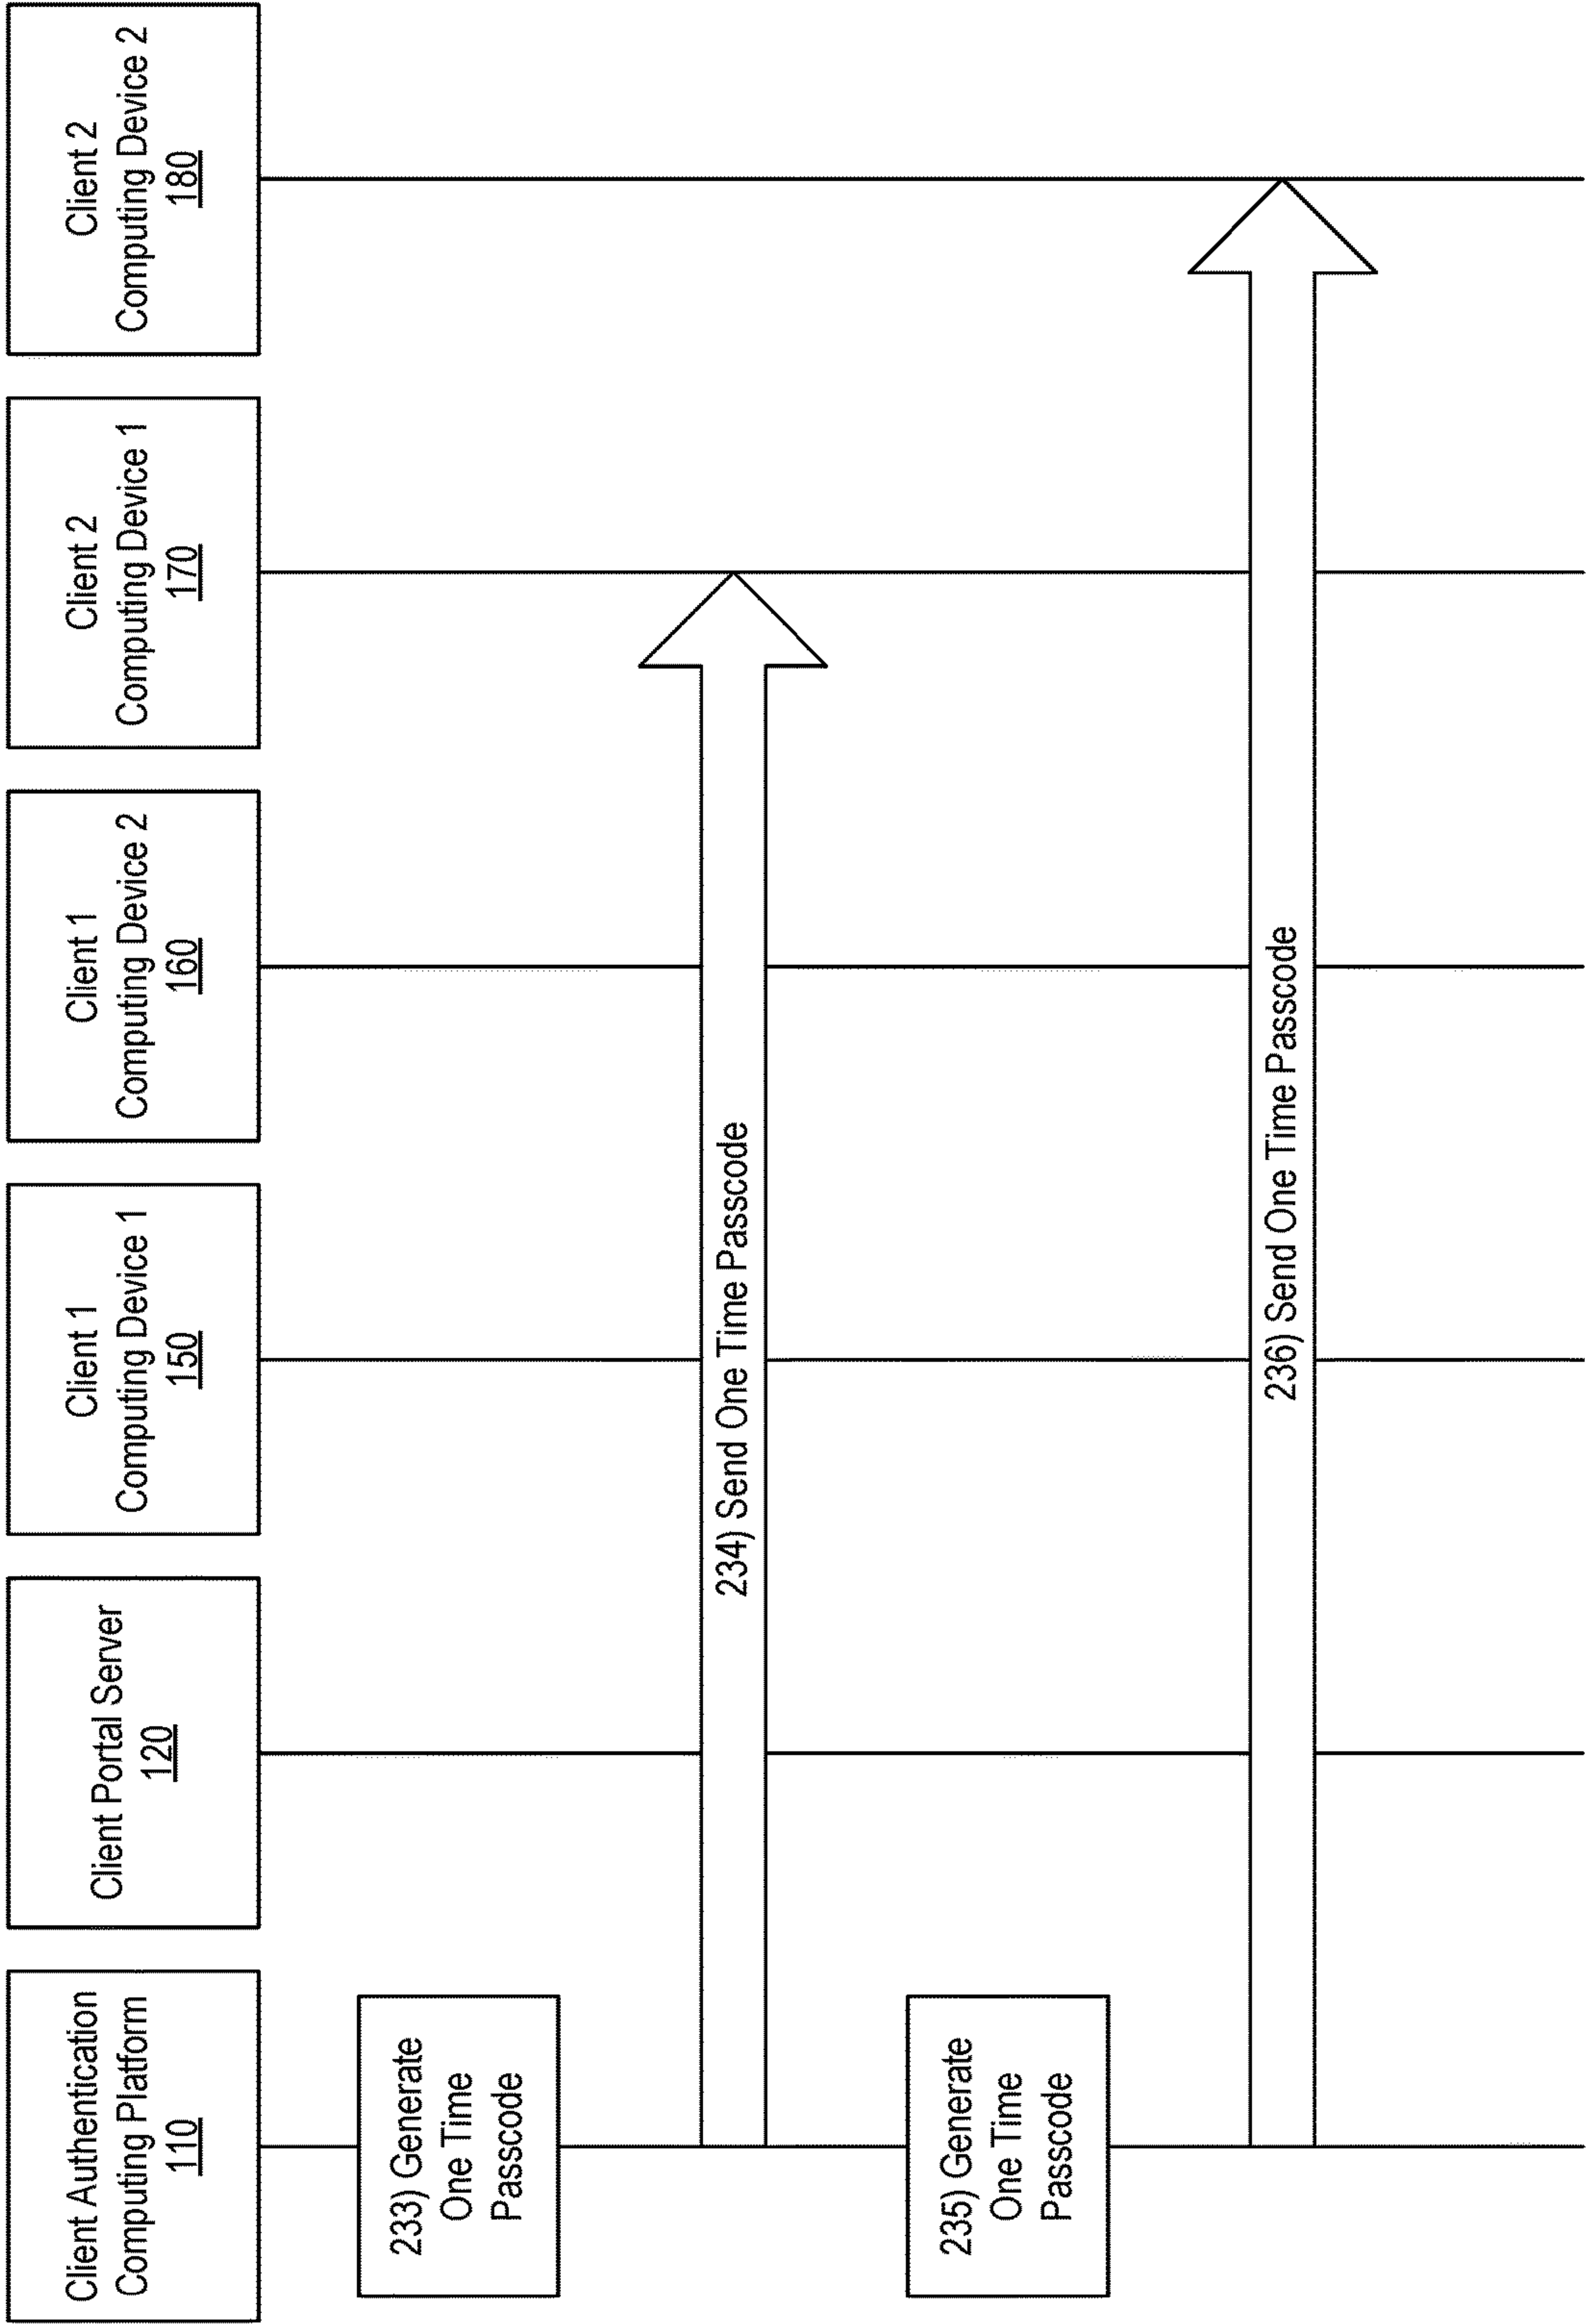 Client Authentication
Computing Platform
110
Client Portal Server
120
Client 1
Computing Device 1
150
Client 1
Computing Device 2
160
Client 2
Computing Device 1
170
Client 2
Computing Device 2
180
233) Generate
One Time
Passcode
234) Send One Time Passcode
235) Generate
One Time
Passcode
236) Send One Time Passcode